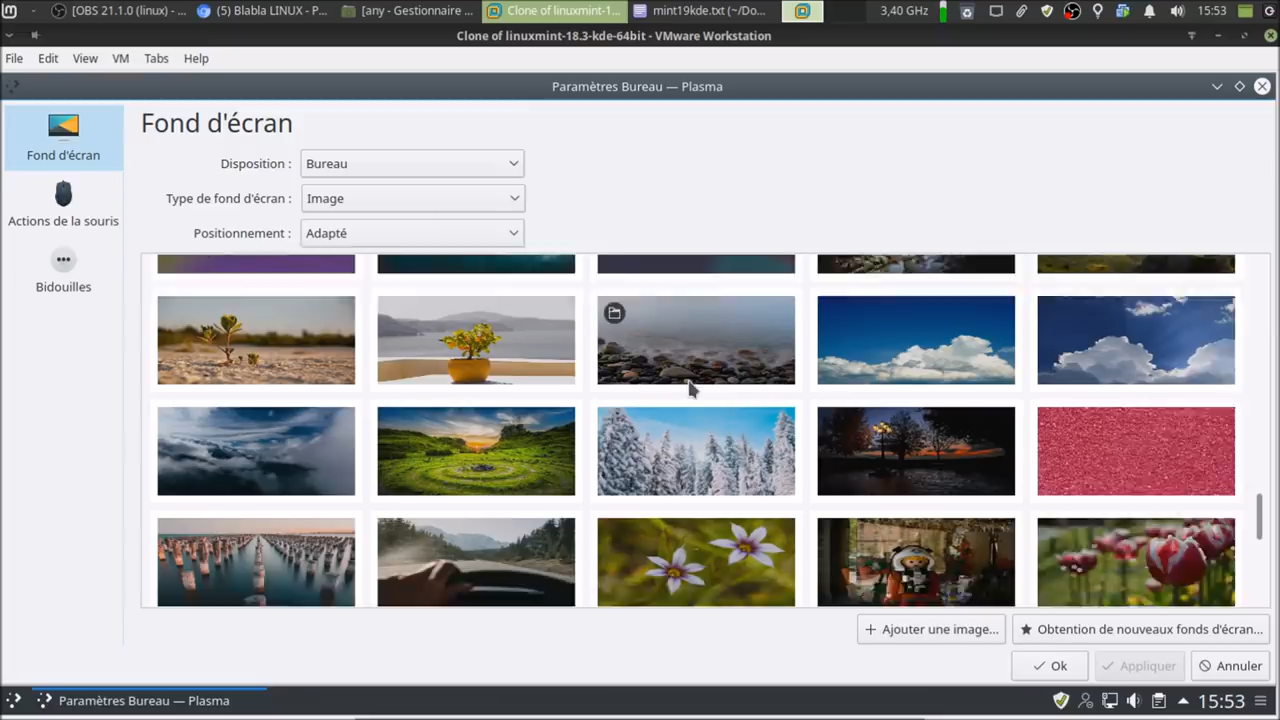 [OBS 21.1.0 (linux) - ...
(5) Blabla LINUX - P...
[any - Gestionnaire ...
Clone of linuxmint-1...
mint19kde.txt (~/Do...
3,40 GHz
15:53
Clone of linuxmint-18.3-kde-64bit - VMware Workstation
File Edit View VM Tabs Help
Paramètres Bureau — Plasma
Fond d'écran
Actions de la souris
Bidouilles
Fond d'écran
Disposition : Bureau
Type de fond d'écran : Image
Positionnement : Adapté
Ajouter une image...
Obtention de nouveaux fonds d'écran...
Ok
Appliquer
Annuler
Paramètres Bureau — Plasma
15:53